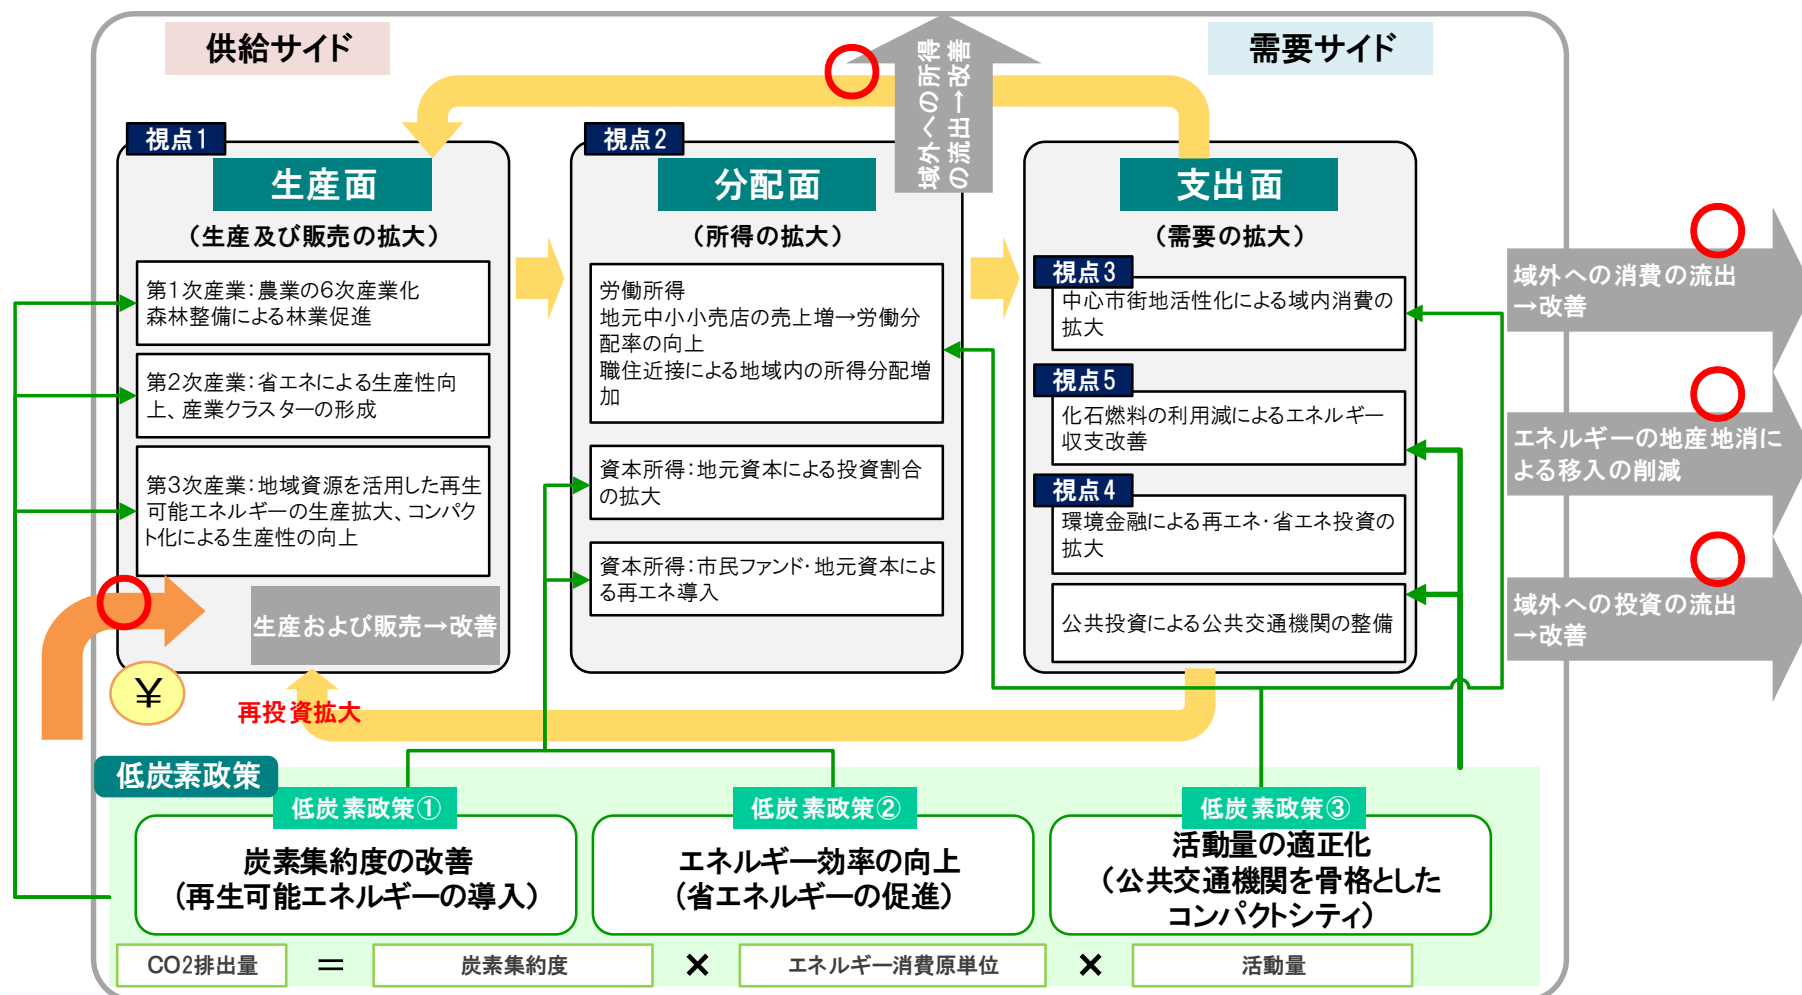 供給サイド
需要サイド
域外への所得
の流出→改善
視点1
生産面
（生産及び販売の拡大）
第1次産業：農業の6次産業化
森林整備による林業促進
第2次産業：省エネによる生産性向
上、産業クラスターの形成
第3次産業：地域資源を活用した再生
可能エネルギーの生産拡大、コンパク
ト化による生産性の向上
生産および販売→改善
¥
再投資拡大
視点2
分配面
（所得の拡大）
労働所得
地元中小小売店の売上増→労働分
配率の向上
職住近接による地域内の所得分配増
加
資本所得：地元資本による投資割合
の拡大
資本所得：市民ファンド・地元資本によ
る再エネ導入
支出面
（需要の拡大）
視点3
中心市街地活性化による域内消費の
拡大
視点5
化石燃料の利用減によるエネルギー
収支改善
視点4
環境金融による再エネ・省エネ投資の
拡大
公共投資による公共交通機関の整備
域外への消費の流出
→改善
エネルギーの地産地消に
よる移入の削減
域外への投資の流出
→改善
低炭素政策
低炭素政策①
炭素集約度の改善
（再生可能エネルギーの導入）
低炭素政策②
エネルギー効率の向上
（省エネルギーの促進）
低炭素政策③
活動量の適正化
（公共交通機関を骨格とした
コンパクトシティ）
CO2排出量 ＝ 炭素集約度 × エネルギー消費原単位 × 活動量